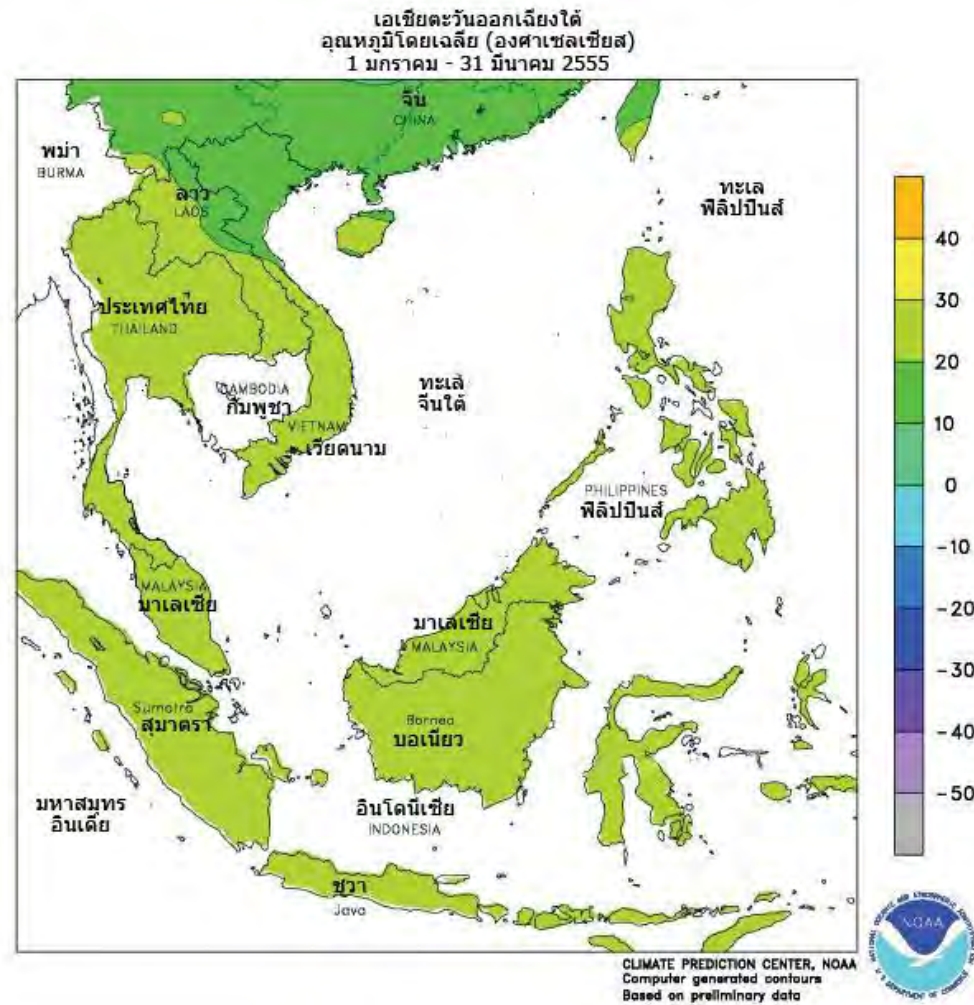 เอเชียตะวันออกเฉียงใต้
อุณหภูมิโดยเฉลี่ย (องศาเซลเซียส)
1 มกราคม - 31 มีนาคม 2555
จีน
CHINA
พม่า
BURMA
ลาว
LAOS
ทะเล
ฟิลิปปินส์
ประเทศไทย
THAILAND
CAMBODIA
กัมพูชา
VIETNAM
เวียดนาม
ทะเล
จีนใต้
PHILIPPINES
ฟิลิปปินส์
MALAYSIA
มาเลเซีย
มาเลเซีย
MALAYSIA
Sumatra
สุมาตรา
Borneo
บอเนียว
มหาสมุทร
อินเดีย
อินโดนีเซีย
INDONESIA
ชวา
Java
40
30
20
10
0
-10
-20
-30
-40
-50
NOAA
CLIMATE PREDICTION CENTER, NOAA
Computer generated contours
Based on preliminary data